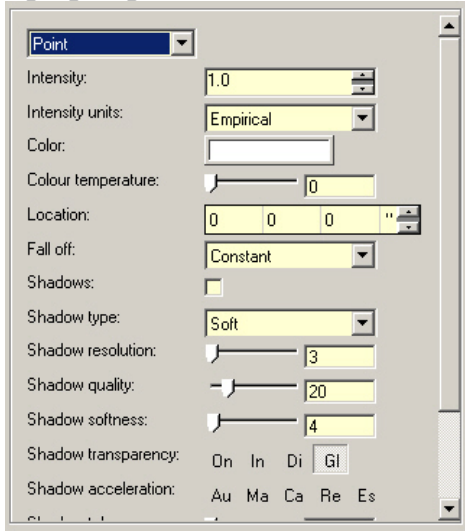 Point
Intensity: 1.0
Intensity units: Empirical
Color:
Colour temperature: 0
Location: 0 0 0 "
Fall off: Constant
Shadows:
Shadow type: Soft
Shadow resolution: 3
Shadow quality: 20
Shadow softness: 4
Shadow transparency: On In Di Gl
Shadow acceleration: Au Ma Ca Re Es